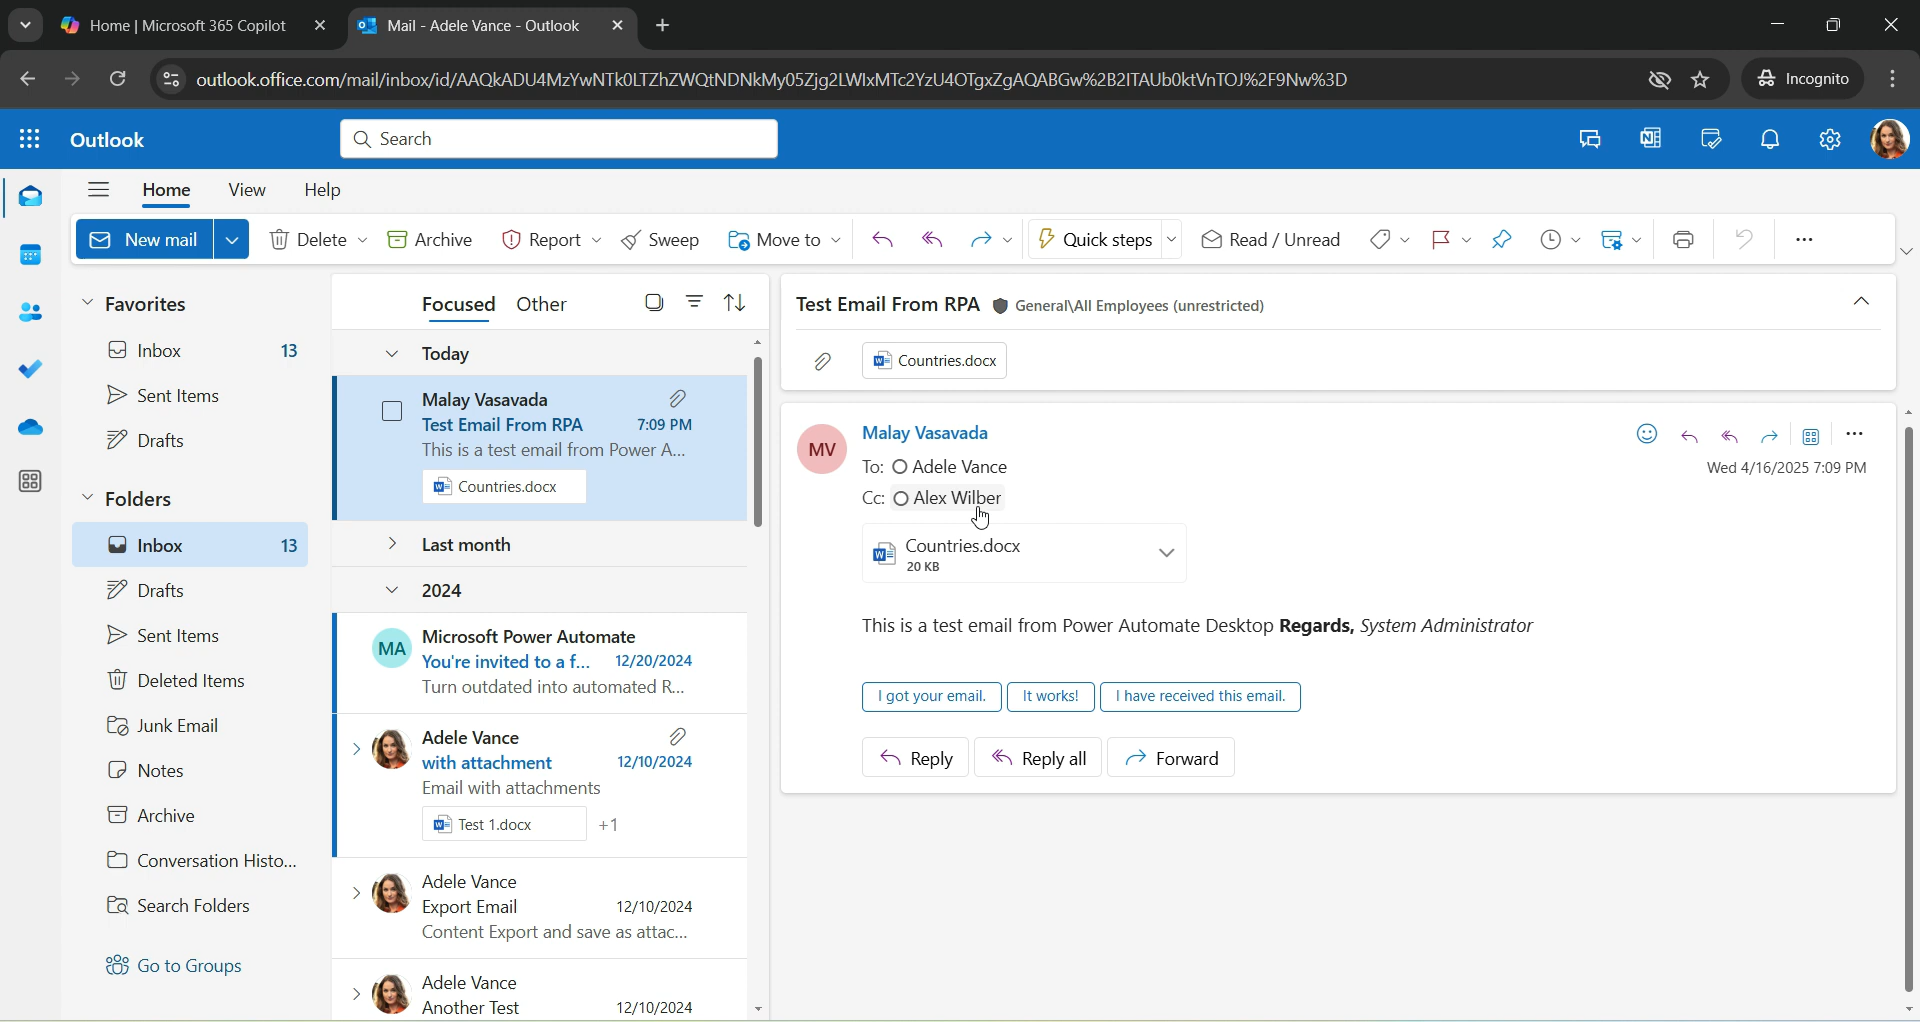 Home | Microsoft 365 Copilot
Mail - Adele Vance - Outlook
outlook.office.com/mail/inbox/id/AAQkADU4MzYwNTk0LTZhZWQtNDNkMy05Zjg2LWIxMTc2YzU4OTgxZgAQABGw%2B2ITAUb0ktVnTOJ%2F9Nw%3D
Incognito
Outlook
Search
Home View Help
New mail Delete Archive Report Sweep Move to Quick steps Read / Unread
Favorites
Inbox 13
Sent Items
Drafts
Folders
Inbox 13
Drafts
Sent Items
Deleted Items
Junk Email
Notes
Archive
Conversation Histo...
Search Folders
Go to Groups
Focused Other
Today
Malay Vasavada
Test Email From RPA 7:09 PM
This is a test email from Power A...
Countries.docx
Last month
2024
MA
Microsoft Power Automate
You're invited to a f... 12/20/2024
Turn outdated into automated R...
Adele Vance
with attachment 12/10/2024
Email with attachments
Test 1.docx +1
Adele Vance
Export Email 12/10/2024
Content Export and save as attac...
Adele Vance
Another Test 12/10/2024
Test Email From RPA General\All Employees (unrestricted)
Countries.docx
MV
Malay Vasavada
To: Adele Vance
Wed 4/16/2025 7:09 PM
Cc: Alex Wilber
Countries.docx
20 KB
This is a test email from Power Automate Desktop Regards, System Administrator
I got your email. It works! I have received this email.
Reply Reply all Forward